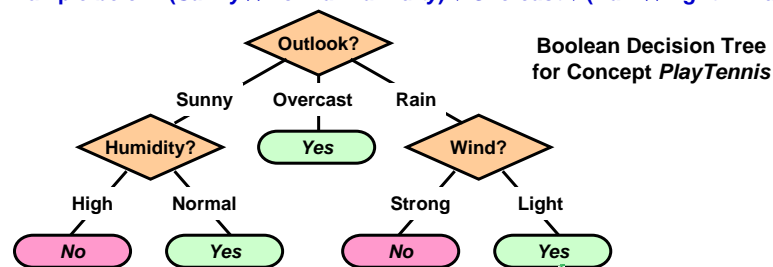 Outlook?
Boolean Decision Tree
for Concept PlayTennis
Sunny Overcast Rain
Humidity? Yes Wind?
High Normal Strong Light
No Yes No Yes